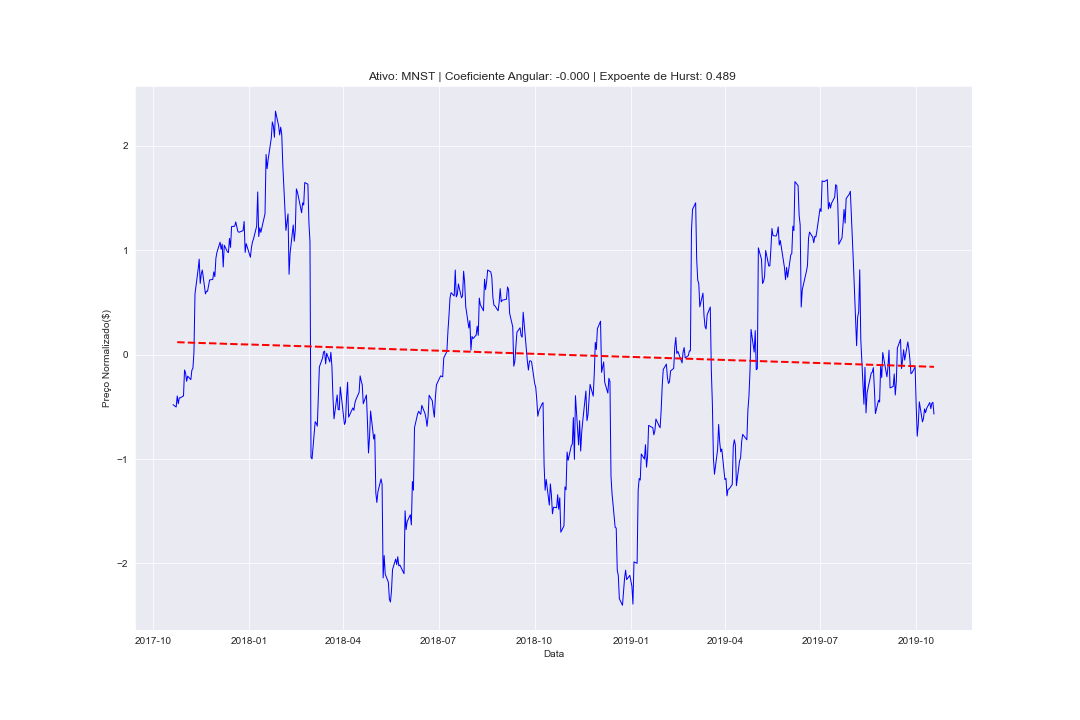 Ativo: MNST | Coeficiente Angular: -0.000 | Expoente de Hurst: 0.489
Preço Normalizado($)
2
1
0
−1
−2
2017-10 2018-01 2018-04 2018-07 2018-10 2019-01 2019-04 2019-07 2019-10
Data